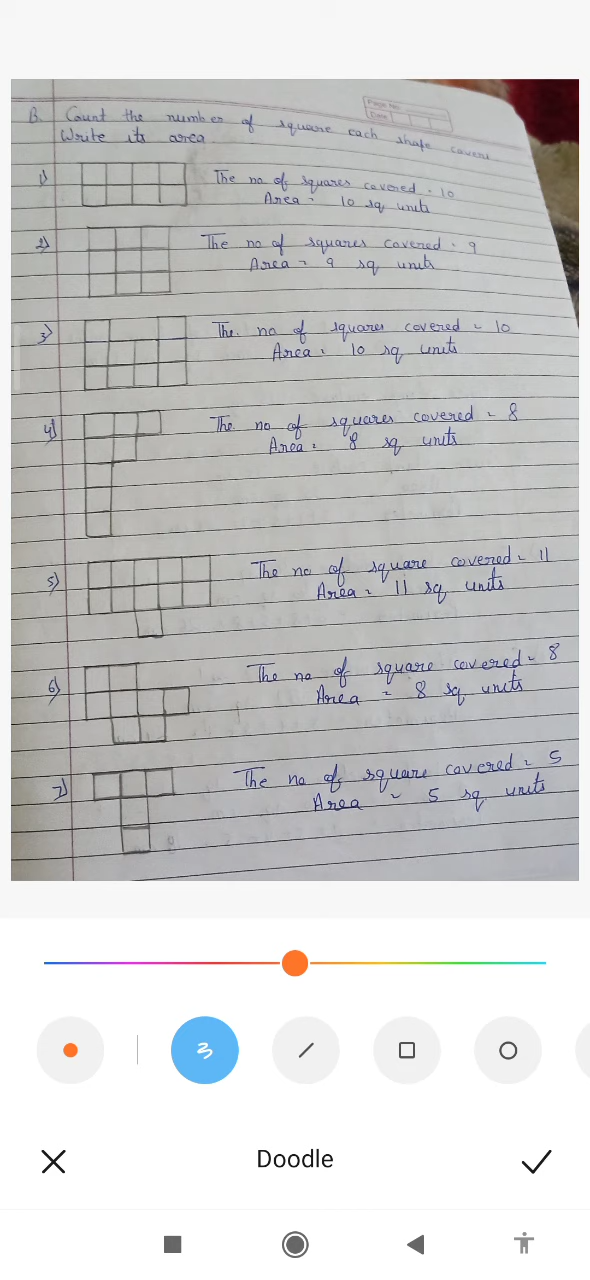 Page No.
Date
B. Count the number of square each shape covers
Write its area.
1) The no of squares covered = 10
Area = 10 sq units
2) The no of squares covered = 9
Area = 9 sq units
3) The no of squares covered = 10
Area = 10 sq units
4) The no of squares covered = 8
Area = 8 sq units
5) The no of square covered = 11
Area = 11 sq units
6) The no of square covered = 8
Area = 8 sq units
7) The no of square covered = 5
Area = 5 sq units
Doodle